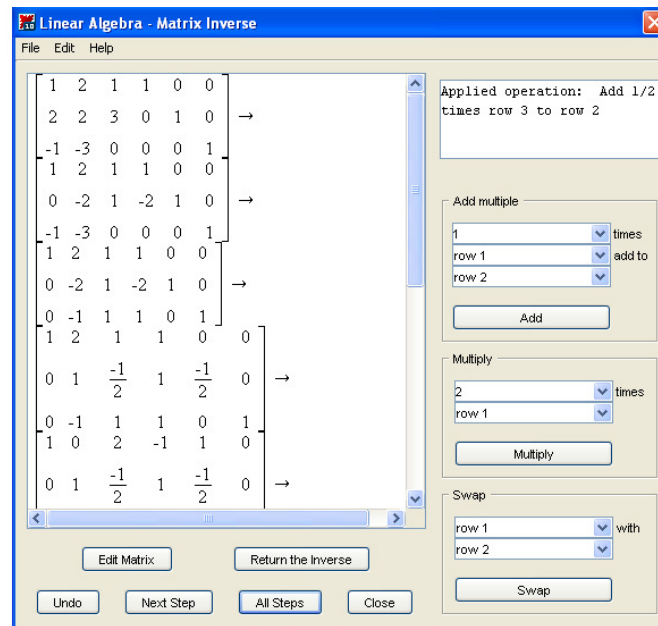 Linear Algebra - Matrix Inverse
File Edit Help
1 2 1 1 0 0
2 2 3 0 1 0 →
-1 -3 0 0 0 1
1 2 1 1 0 0
0 -2 1 -2 1 0 →
-1 -3 0 0 0 1
1 2 1 1 0 0
0 -2 1 -2 1 0 →
0 -1 1 1 0 1
1 2 1 1 0 0
0 1 -1/2 1 -1/2 0 →
0 -1 1 1 0 1
1 0 2 -1 1 0
0 1 -1/2 1 -1/2 0 →
Applied operation: Add 1/2
times row 3 to row 2
Add multiple
1 times
row 1 add to
row 2
Add
Multiply
2 times
row 1
Multiply
Swap
row 1 with
row 2
Swap
Edit Matrix Return the Inverse
Undo Next Step All Steps Close